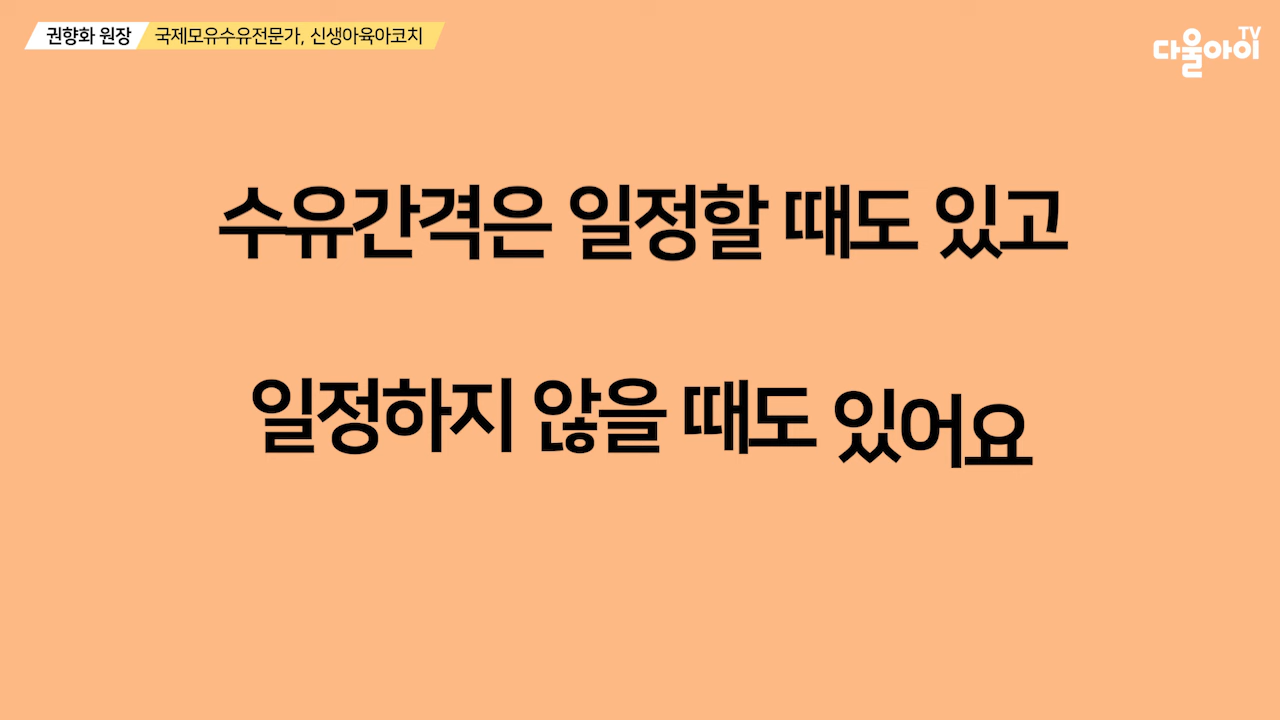 권향화 원장 국제모유수유전문가, 신생아육아코치
다울아이 TV
수유간격은 일정할 때도 있고
일정하지 않을 때도 있어요